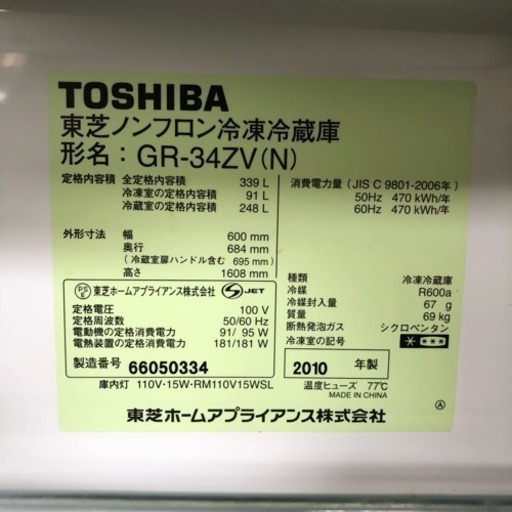 TOSHIBA
東芝ノンフロン冷凍冷蔵庫
形名：GR-34ZV(N)
定格内容積 全定格内容積 339 L
冷凍室の定格内容積 91 L
冷蔵室の定格内容積 248 L
外形寸法 幅 600 mm
奥行 684 mm
(冷蔵室扉ハンドル含む 695 mm)
高さ 1608 mm
消費電力量 (JIS C 9801-2006年)
50Hz 470 kWh/年
60Hz 470 kWh/年
PS E 東芝ホームアプライアンス株式会社 S JET
定格電圧 100 V
定格周波数 50/60 Hz
電動機の定格消費電力 91/ 95 W
電熱装置の定格消費電力 181/181 W
種類 冷凍冷蔵庫
冷媒 R600a
冷媒封入量 67 g
質量 69 kg
断熱発泡ガス シクロペンタン
冷凍室の記号 * ***
製造番号 66050334
2010 年製
庫内灯 110V･15W･RM110V15WSL
温度ヒューズ 77℃
MADE IN CHINA
東芝ホームアプライアンス株式会社
Ⓐ